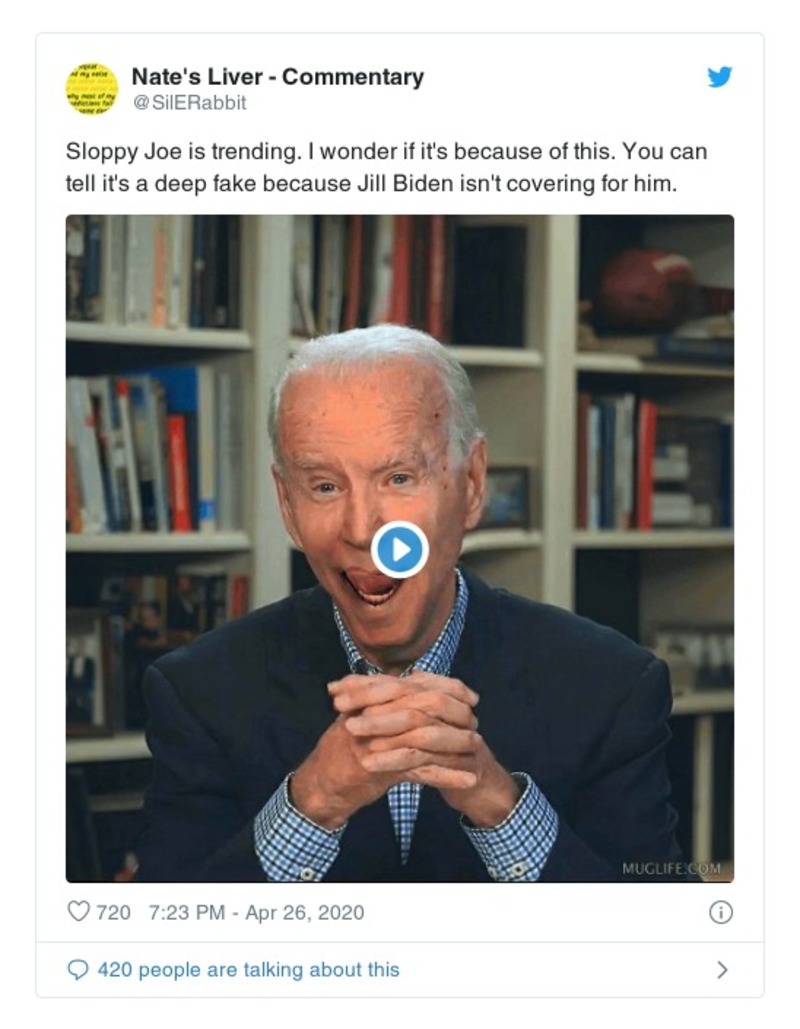 Nate's Liver - Commentary
@SilERabbit
Sloppy Joe is trending. I wonder if it's because of this. You can
tell it's a deep fake because Jill Biden isn't covering for him.
MUGLIFE.COM
720 7:23 PM - Apr 26, 2020
420 people are talking about this